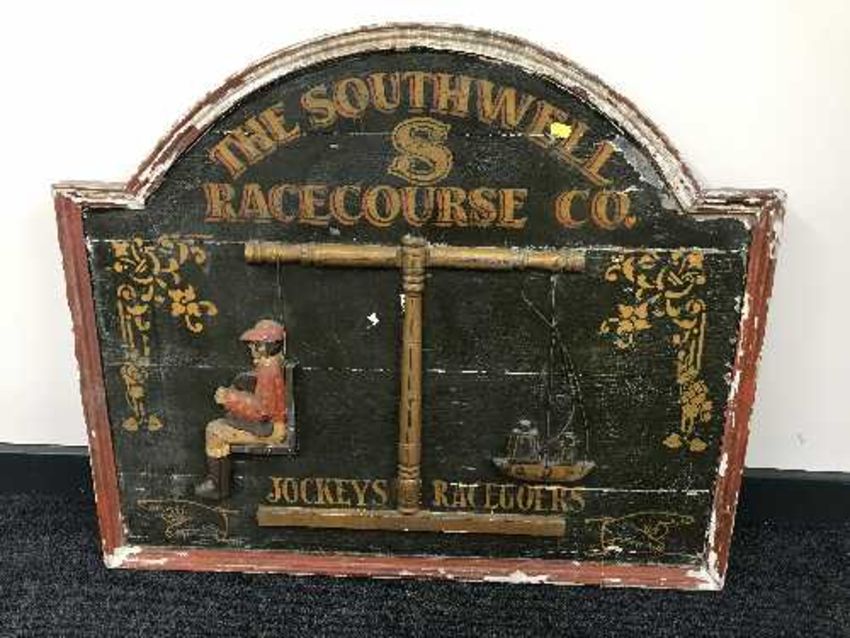 THE SOUTHWELL
S
RACECOURSE CO.
JOCKEYS RACEGOERS